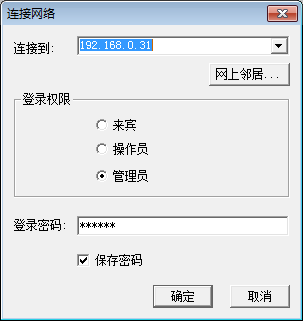 连接网络
连接到: 192.168.0.31
网上邻居...
登录权限
来宾
操作员
管理员
登录密码: ******
保存密码
确定 取消